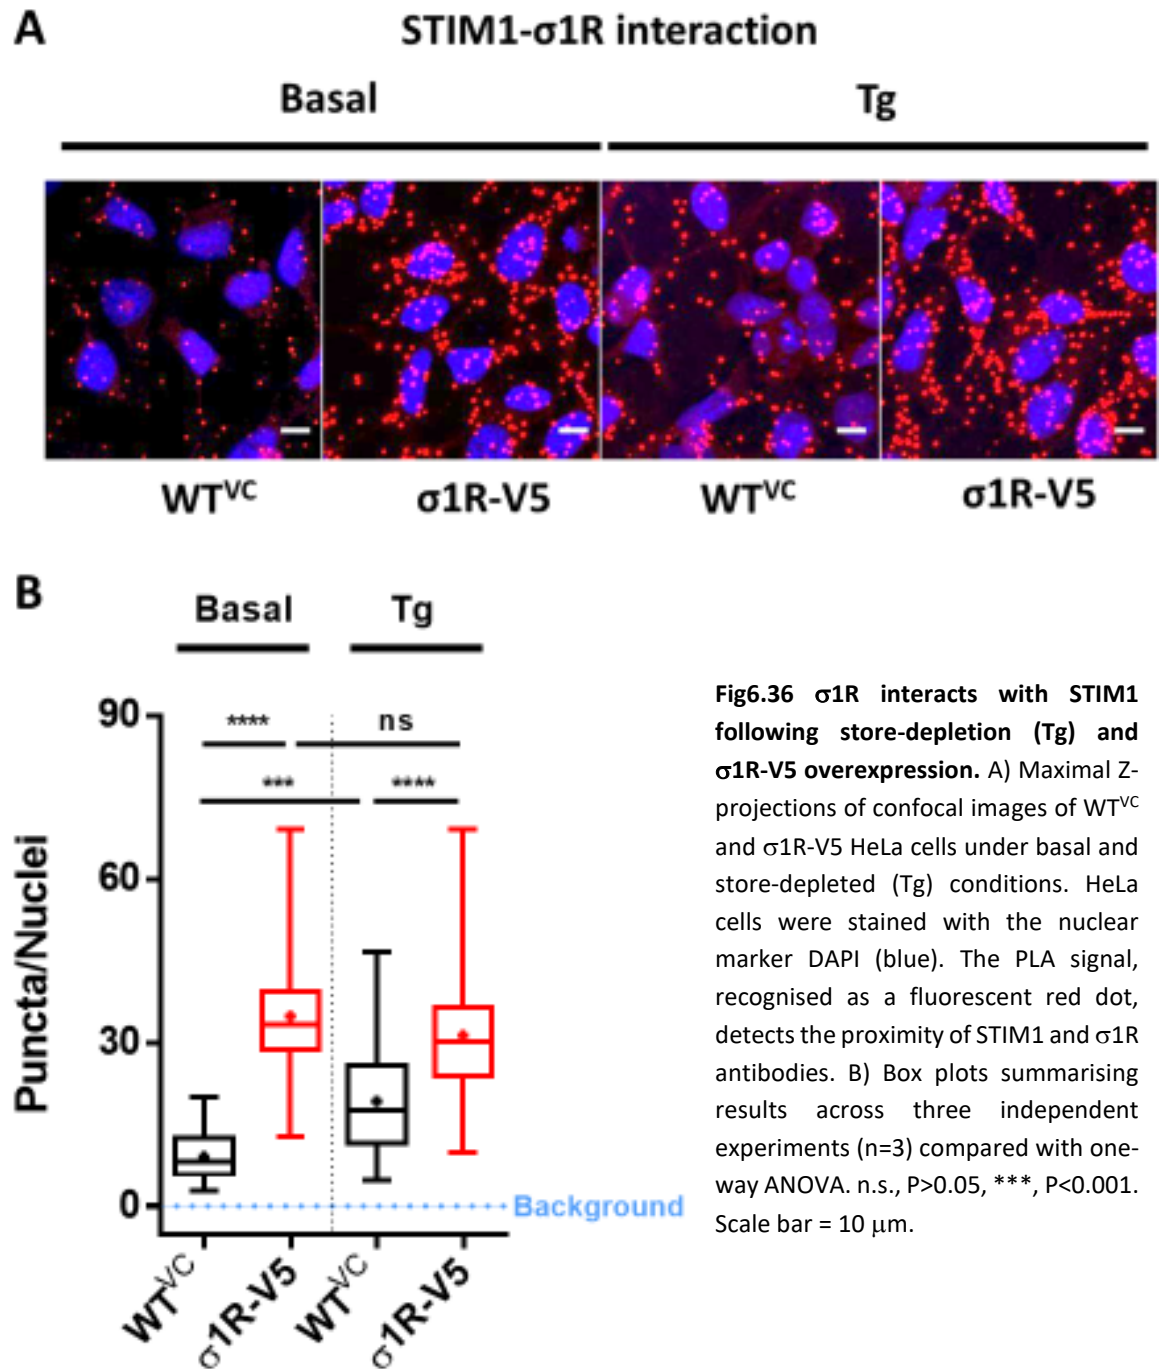 A
STIM1-σ1R interaction
Basal Tg
WT^VC σ1R-V5 WT^VC σ1R-V5
B
Basal Tg
90
**** ns
*** ****
60
30
0
Puncta/Nuclei
Background
WT^VC σ1R-V5 WT^VC σ1R-V5
Fig6.36 σ1R interacts with STIM1
following store-depletion (Tg) and
σ1R-V5 overexpression. A) Maximal Z-
projections of confocal images of WT^VC
and σ1R-V5 HeLa cells under basal and
store-depleted (Tg) conditions. HeLa
cells were stained with the nuclear
marker DAPI (blue). The PLA signal,
recognised as a fluorescent red dot,
detects the proximity of STIM1 and σ1R
antibodies. B) Box plots summarising
results across three independent
experiments (n=3) compared with one-
way ANOVA. n.s., P>0.05, ***, P<0.001.
Scale bar = 10 μm.